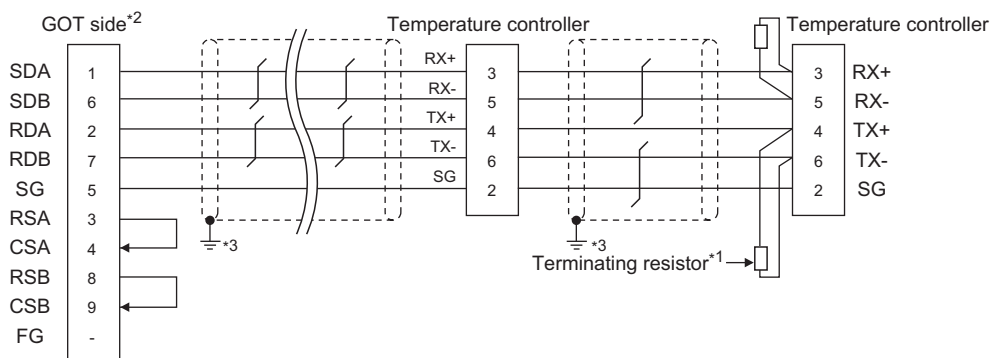 GOT side*2 Temperature controller Temperature controller
SDA 1 RX+ 3 3 RX+
SDB 6 RX- 5 5 RX-
RDA 2 TX+ 4 4 TX+
RDB 7 TX- 6 6 TX-
SG 5 SG 2 2 SG
RSA 3
CSA 4 *3 *3
Terminating resistor*1
RSB 8
CSB 9
FG -